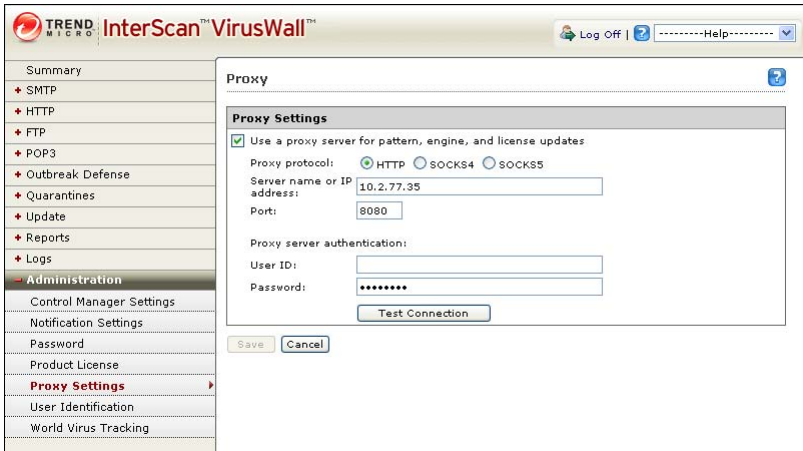 TREND MICRO InterScan™ VirusWall™
Log Off | ? ---------Help---------
Summary
+ SMTP
+ HTTP
+ FTP
+ POP3
+ Outbreak Defense
+ Quarantines
+ Update
+ Reports
+ Logs
- Administration
Control Manager Settings
Notification Settings
Password
Product License
Proxy Settings
User Identification
World Virus Tracking
Proxy
?
Proxy Settings
Use a proxy server for pattern, engine, and license updates
Proxy protocol: HTTP SOCKS4 SOCKS5
Server name or IP address: 10.2.77.35
Port: 8080
Proxy server authentication:
User ID:
Password: ••••••••
Test Connection
Save Cancel